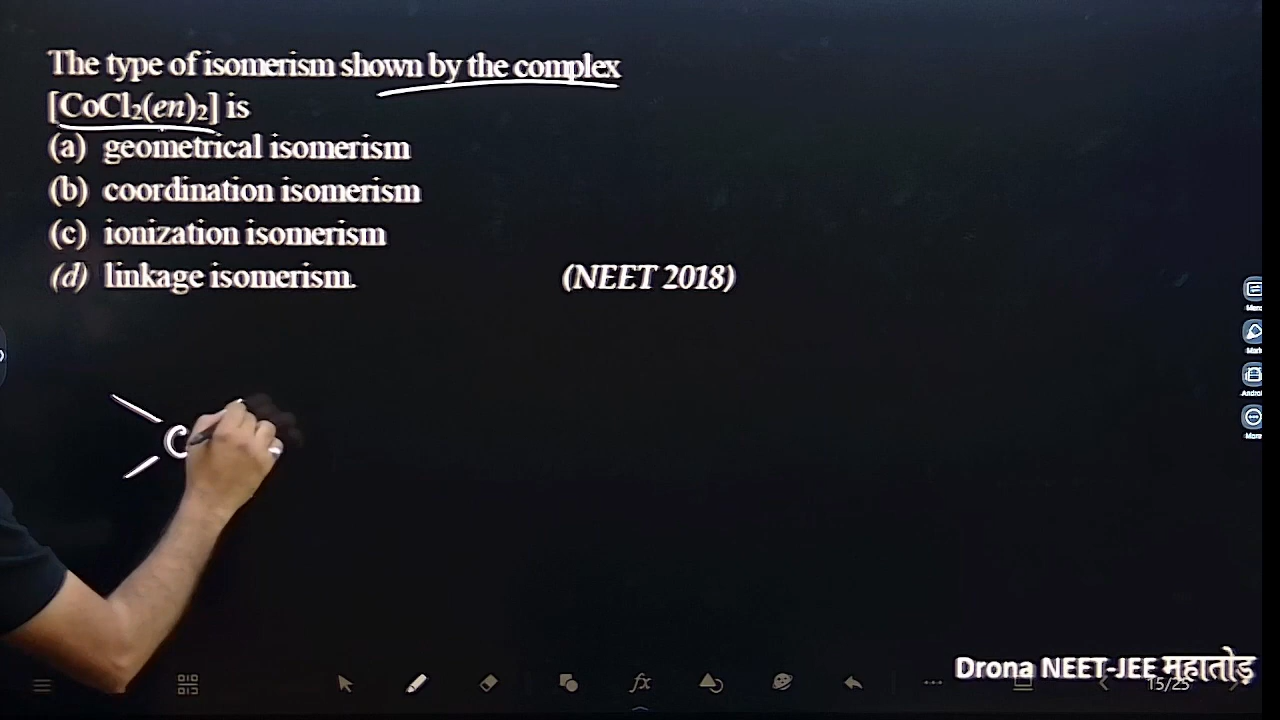 The type of isomerism shown by the complex
[CoCl₂(en)₂] is
(a) geometrical isomerism
(b) coordination isomerism
(c) ionization isomerism
(d) linkage isomerism.
(NEET 2018)
C
Drona NEET-JEE महातोड़
15/25